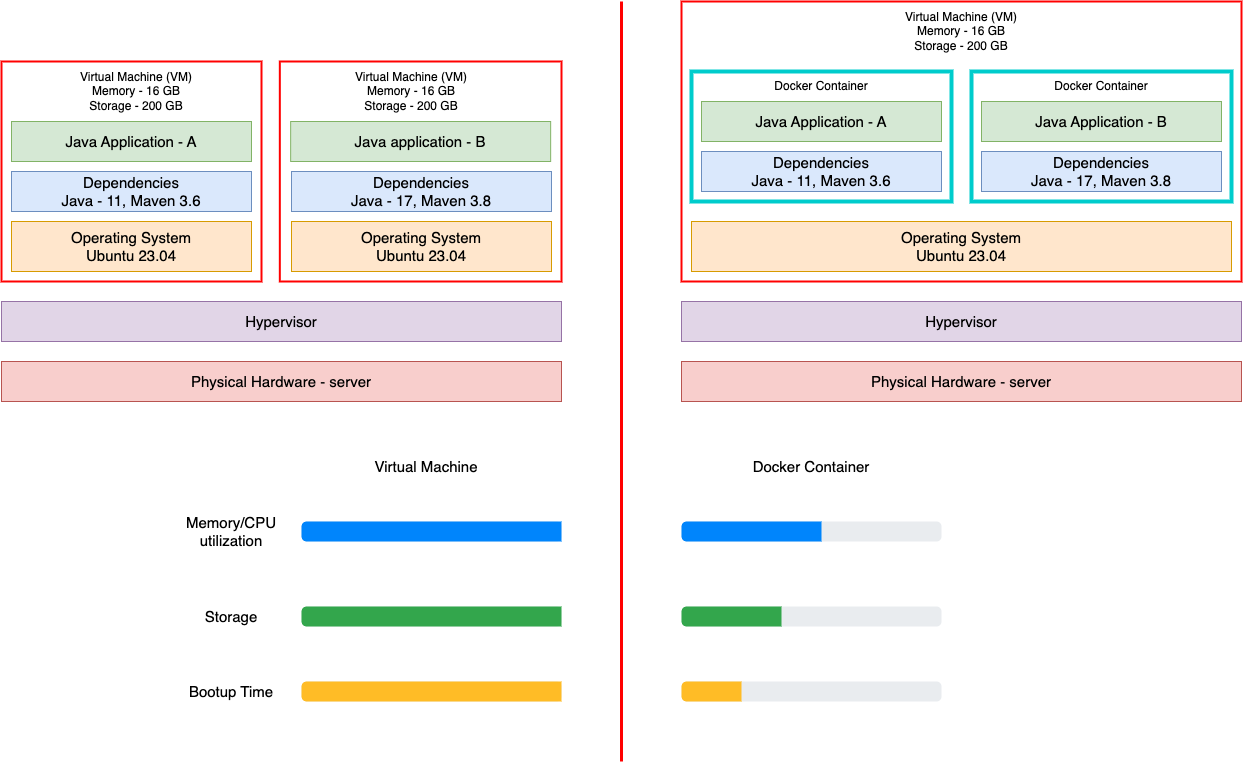 Virtual Machine (VM)
Memory - 16 GB
Storage - 200 GB
Java Application - A
Dependencies
Java - 11, Maven 3.6
Operating System
Ubuntu 23.04
Virtual Machine (VM)
Memory - 16 GB
Storage - 200 GB
Java application - B
Dependencies
Java - 17, Maven 3.8
Operating System
Ubuntu 23.04
Hypervisor
Physical Hardware - server
Virtual Machine (VM)
Memory - 16 GB
Storage - 200 GB
Docker Container
Java Application - A
Dependencies
Java - 11, Maven 3.6
Docker Container
Java Application - B
Dependencies
Java - 17, Maven 3.8
Operating System
Ubuntu 23.04
Hypervisor
Physical Hardware - server
Virtual Machine
Docker Container
Memory/CPU
utilization
Storage
Bootup Time